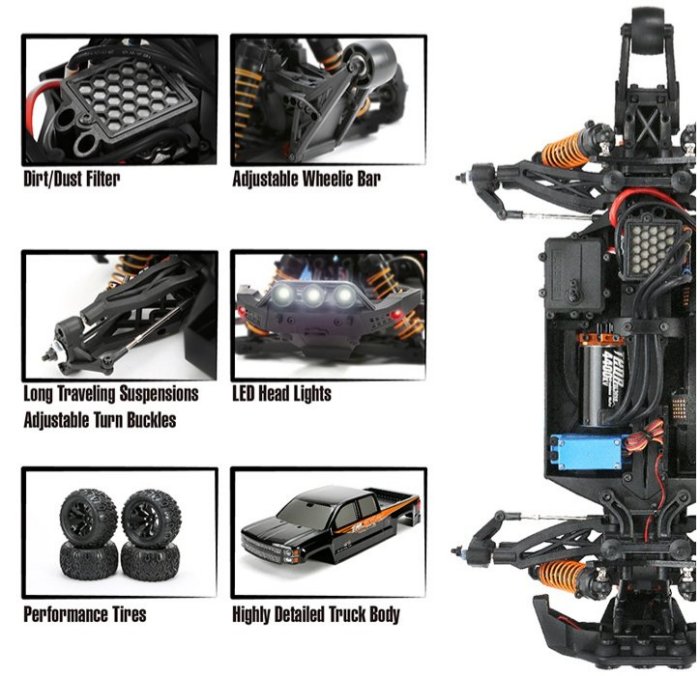 Dirt/Dust Filter
Adjustable Wheelie Bar
Long Traveling Suspensions
Adjustable Turn Buckles
LED Head Lights
Performance Tires
Highly Detailed Truck Body
4400KV